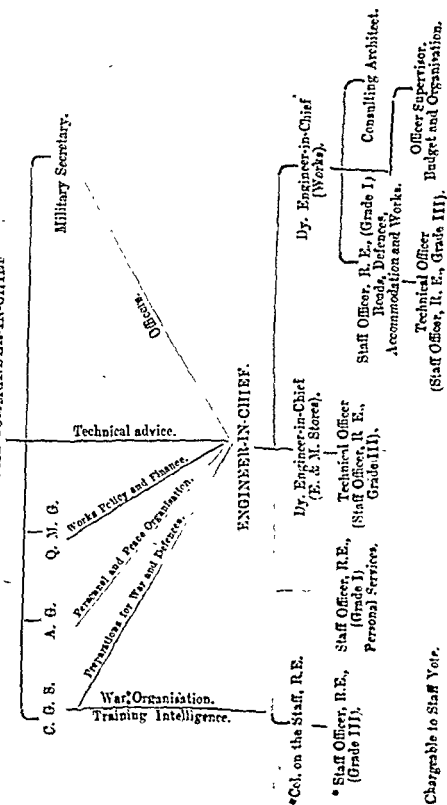 Military Secretary.
C. G. S.
A. G.
Q. M. G.
Officers.
Technical advice.
Works Policy and Finance.
Personnel and Peace Organisation.
Preparations for War and Defences.
War Organisation.
Training Intelligence.
ENGINEER-IN-CHIEF.
*Col. on the Staff, R.E.
* Staff Officer, R.E.,
(Grade III).
Staff Officer, R.E.,
(Grade I)
Personal Services.
Dy. Engineer-in-Chief
(E. & M. Stores).
Technical Officer
(Staff Officer, R E.,
Grade III).
Dy. Engineer-in-Chief
(Works).
Staff Officer, R. E., (Grade I)
Roads, Defences,
Accommodation and Works.
Consulting Architect.
Technical Officer
(Staff Officer, R. E., Grade III)
Officer Supervisor.
Budget and Organisation.
Chargeable to Staff Vote.